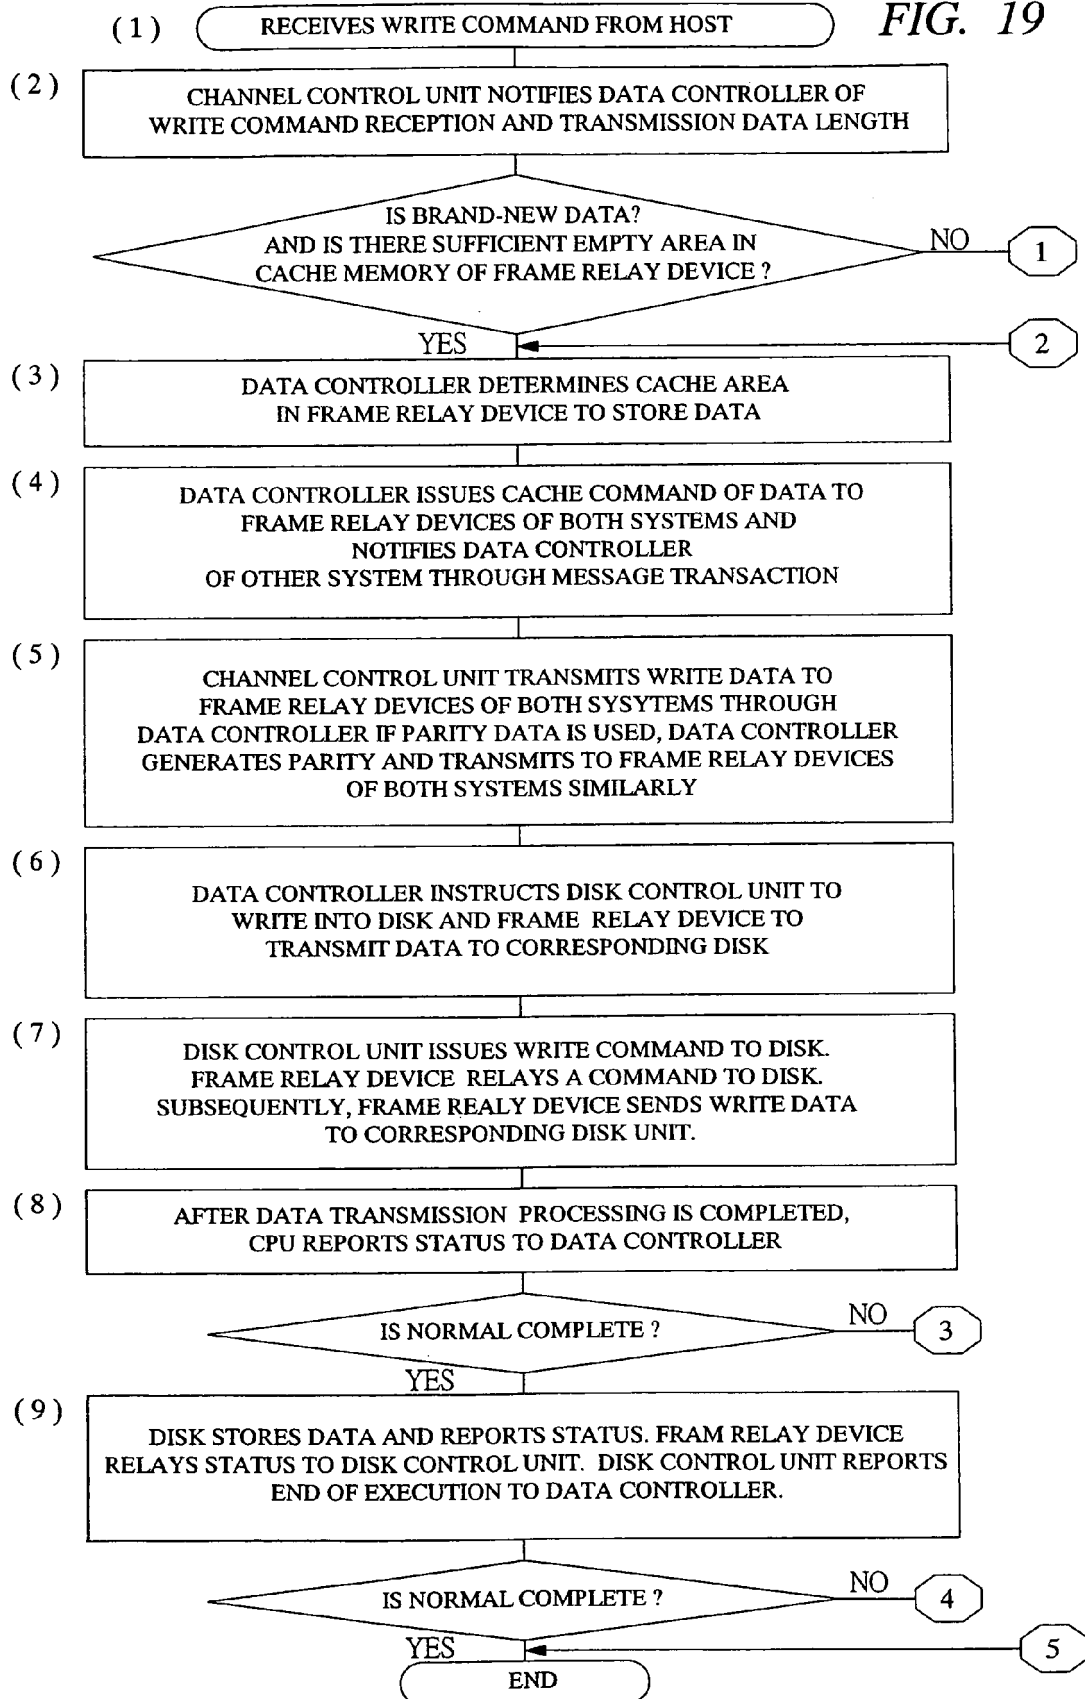 FIG. 19
(1) RECEIVES WRITE COMMAND FROM HOST
(2)
CHANNEL CONTROL UNIT NOTIFIES DATA CONTROLLER OF
WRITE COMMAND RECEPTION AND TRANSMISSION DATA LENGTH
IS BRAND-NEW DATA?
AND IS THERE SUFFICIENT EMPTY AREA IN
CACHE MEMORY OF FRAME RELAY DEVICE ?
NO
1
YES
2
(3)
DATA CONTROLLER DETERMINES CACHE AREA
IN FRAME RELAY DEVICE TO STORE DATA
(4)
DATA CONTROLLER ISSUES CACHE COMMAND OF DATA TO
FRAME RELAY DEVICES OF BOTH SYSTEMS AND
NOTIFIES DATA CONTROLLER
OF OTHER SYSTEM THROUGH MESSAGE TRANSACTION
(5)
CHANNEL CONTROL UNIT TRANSMITS WRITE DATA TO
FRAME RELAY DEVICES OF BOTH SYSYTEMS THROUGH
DATA CONTROLLER IF PARITY DATA IS USED, DATA CONTROLLER
GENERATES PARITY AND TRANSMITS TO FRAME RELAY DEVICES
OF BOTH SYSTEMS SIMILARLY
(6)
DATA CONTROLLER INSTRUCTS DISK CONTROL UNIT TO
WRITE INTO DISK AND FRAME RELAY DEVICE TO
TRANSMIT DATA TO CORRESPONDING DISK
(7)
DISK CONTROL UNIT ISSUES WRITE COMMAND TO DISK.
FRAME RELAY DEVICE RELAYS A COMMAND TO DISK.
SUBSEQUENTLY, FRAME REALY DEVICE SENDS WRITE DATA
TO CORRESPONDING DISK UNIT.
(8)
AFTER DATA TRANSMISSION PROCESSING IS COMPLETED,
CPU REPORTS STATUS TO DATA CONTROLLER
IS NORMAL COMPLETE ?
NO
3
YES
(9)
DISK STORES DATA AND REPORTS STATUS. FRAM RELAY DEVICE
RELAYS STATUS TO DISK CONTROL UNIT. DISK CONTROL UNIT REPORTS
END OF EXECUTION TO DATA CONTROLLER.
IS NORMAL COMPLETE ?
NO
4
YES
5
END